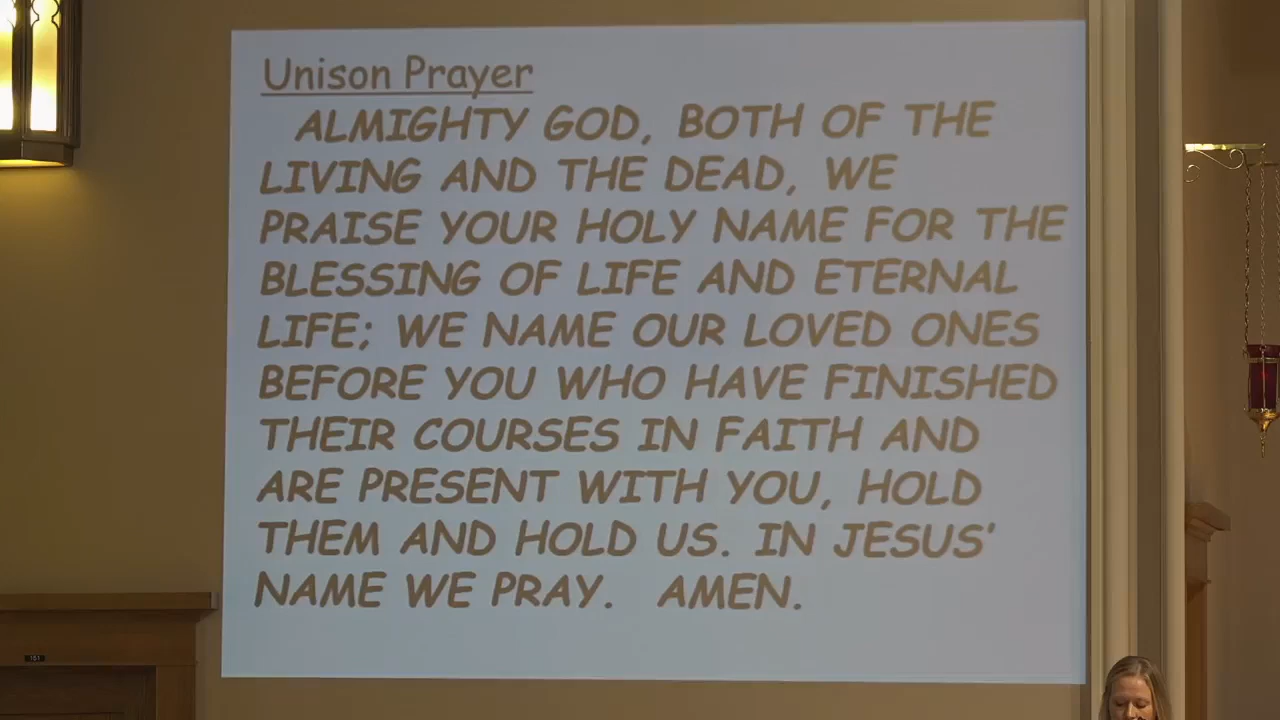 Unison Prayer
ALMIGHTY GOD, BOTH OF THE
LIVING AND THE DEAD, WE
PRAISE YOUR HOLY NAME FOR THE
BLESSING OF LIFE AND ETERNAL
LIFE; WE NAME OUR LOVED ONES
BEFORE YOU WHO HAVE FINISHED
THEIR COURSES IN FAITH AND
ARE PRESENT WITH YOU, HOLD
THEM AND HOLD US. IN JESUS’
NAME WE PRAY. AMEN.
151